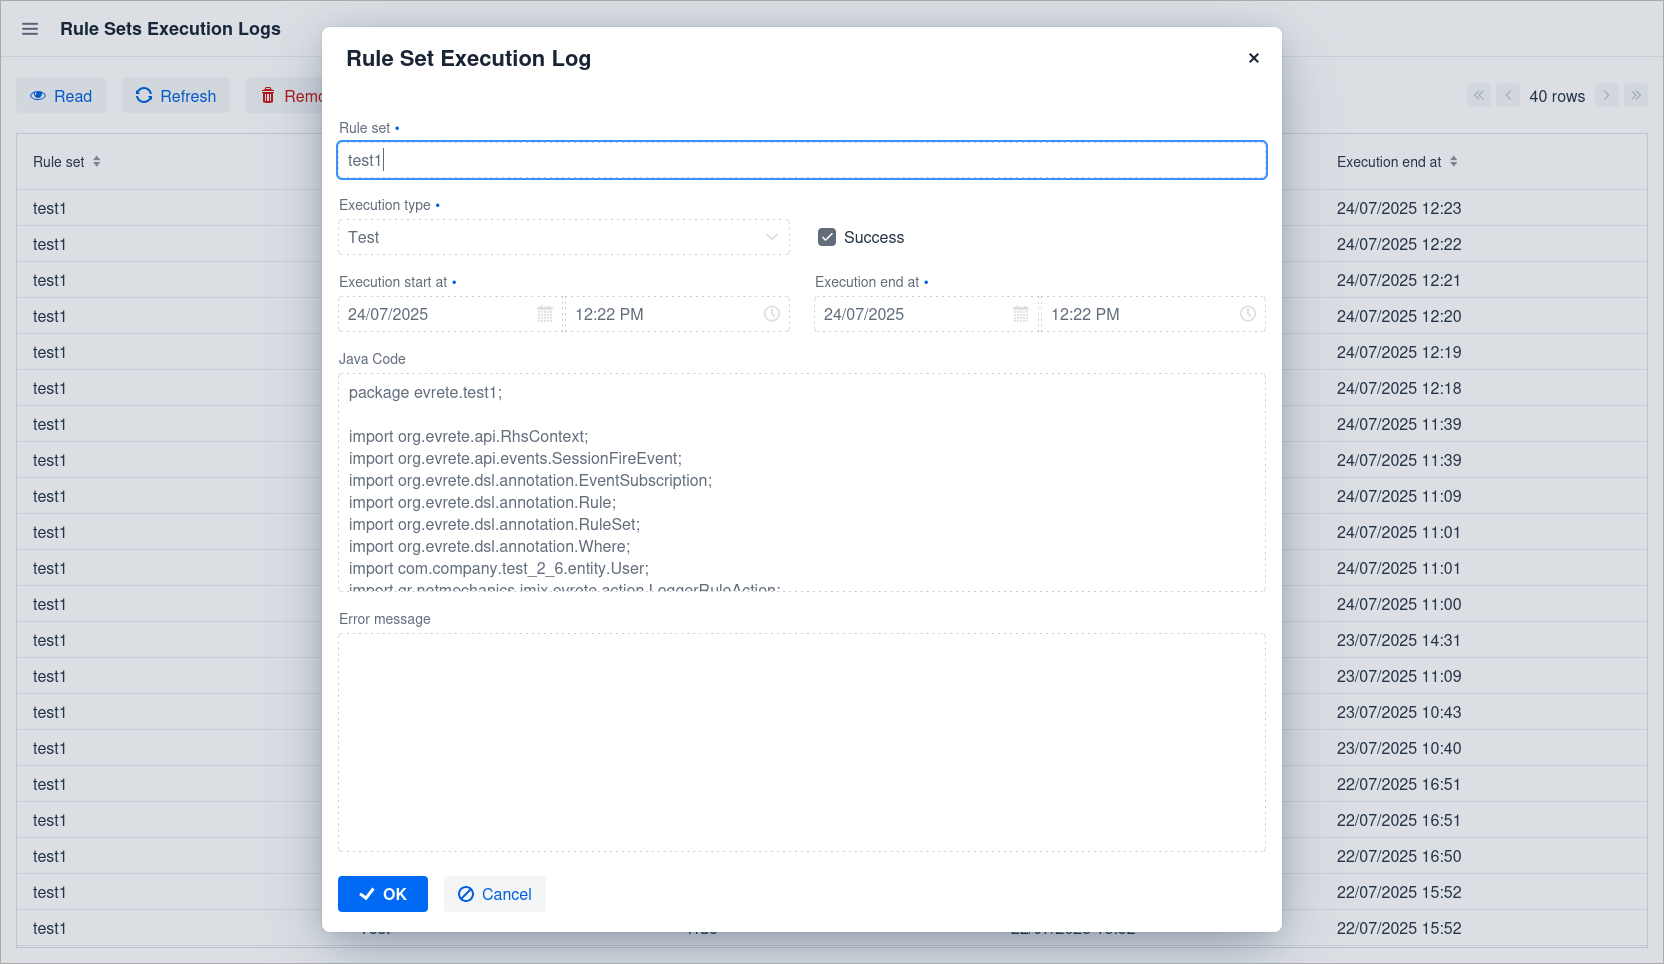 Rule Sets Execution Logs
Read Refresh Remo
40 rows
Rule set Execution end at
test1 24/07/2025 12:23
test1 24/07/2025 12:22
test1 24/07/2025 12:21
test1 24/07/2025 12:20
test1 24/07/2025 12:19
test1 24/07/2025 12:18
test1 24/07/2025 11:39
test1 24/07/2025 11:39
test1 24/07/2025 11:09
test1 24/07/2025 11:01
test1 24/07/2025 11:01
test1 24/07/2025 11:00
test1 23/07/2025 14:31
test1 23/07/2025 11:09
test1 23/07/2025 10:43
test1 23/07/2025 10:40
test1 22/07/2025 16:51
test1 22/07/2025 16:51
test1 22/07/2025 16:50
test1 22/07/2025 15:52
test1 22/07/2025 15:52
Rule Set Execution Log
Rule set •
test1
Execution type •
Test
Success
Execution start at • Execution end at •
24/07/2025 12:22 PM 24/07/2025 12:22 PM
Java Code
package evrete.test1;
import org.evrete.api.RhsContext;
import org.evrete.api.events.SessionFireEvent;
import org.evrete.dsl.annotation.EventSubscription;
import org.evrete.dsl.annotation.Rule;
import org.evrete.dsl.annotation.RuleSet;
import org.evrete.dsl.annotation.Where;
import com.company.test_2_6.entity.User;
import gr.netmechanics.jmix.evrete.action.LoggerRuleAction;
Error message
OK Cancel